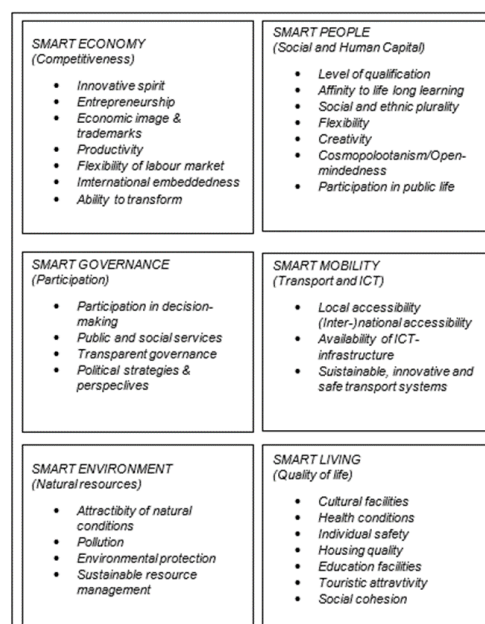 SMART ECONOMY
(Competitiveness)
• Innovative spirit
• Entrepreneurship
• Economic image &
trademarks
• Productivity
• Flexibility of labour market
• Imternational embeddedness
• Ability to transform
SMART PEOPLE
(Social and Human Capital)
• Level of qualification
• Affinity to life long learning
• Social and ethnic plurality
• Flexibility
• Creativity
• Cosmopolootanism/Open-
mindedness
• Participation in public life
SMART GOVERNANCE
(Participation)
• Participation in decision-
making
• Public and social services
• Transparent governance
• Political strategies &
perspeclives
SMART MOBILITY
(Transport and ICT)
• Local accessibility
(Inter-)national accessibility
• Availability of ICT-
infrastructure
• Suistainable, innovative and
safe transport systems
SMART ENVIRONMENT
(Natural resources)
• Attractibity of natural
conditions
• Pollution
• Environmental protection
• Sustainable resource
management
SMART LIVING
(Quality of life)
• Cultural facilities
• Health conditions
• Individual safety
• Housing quality
• Education facilities
• Touristic attravtivity
• Social cohesion